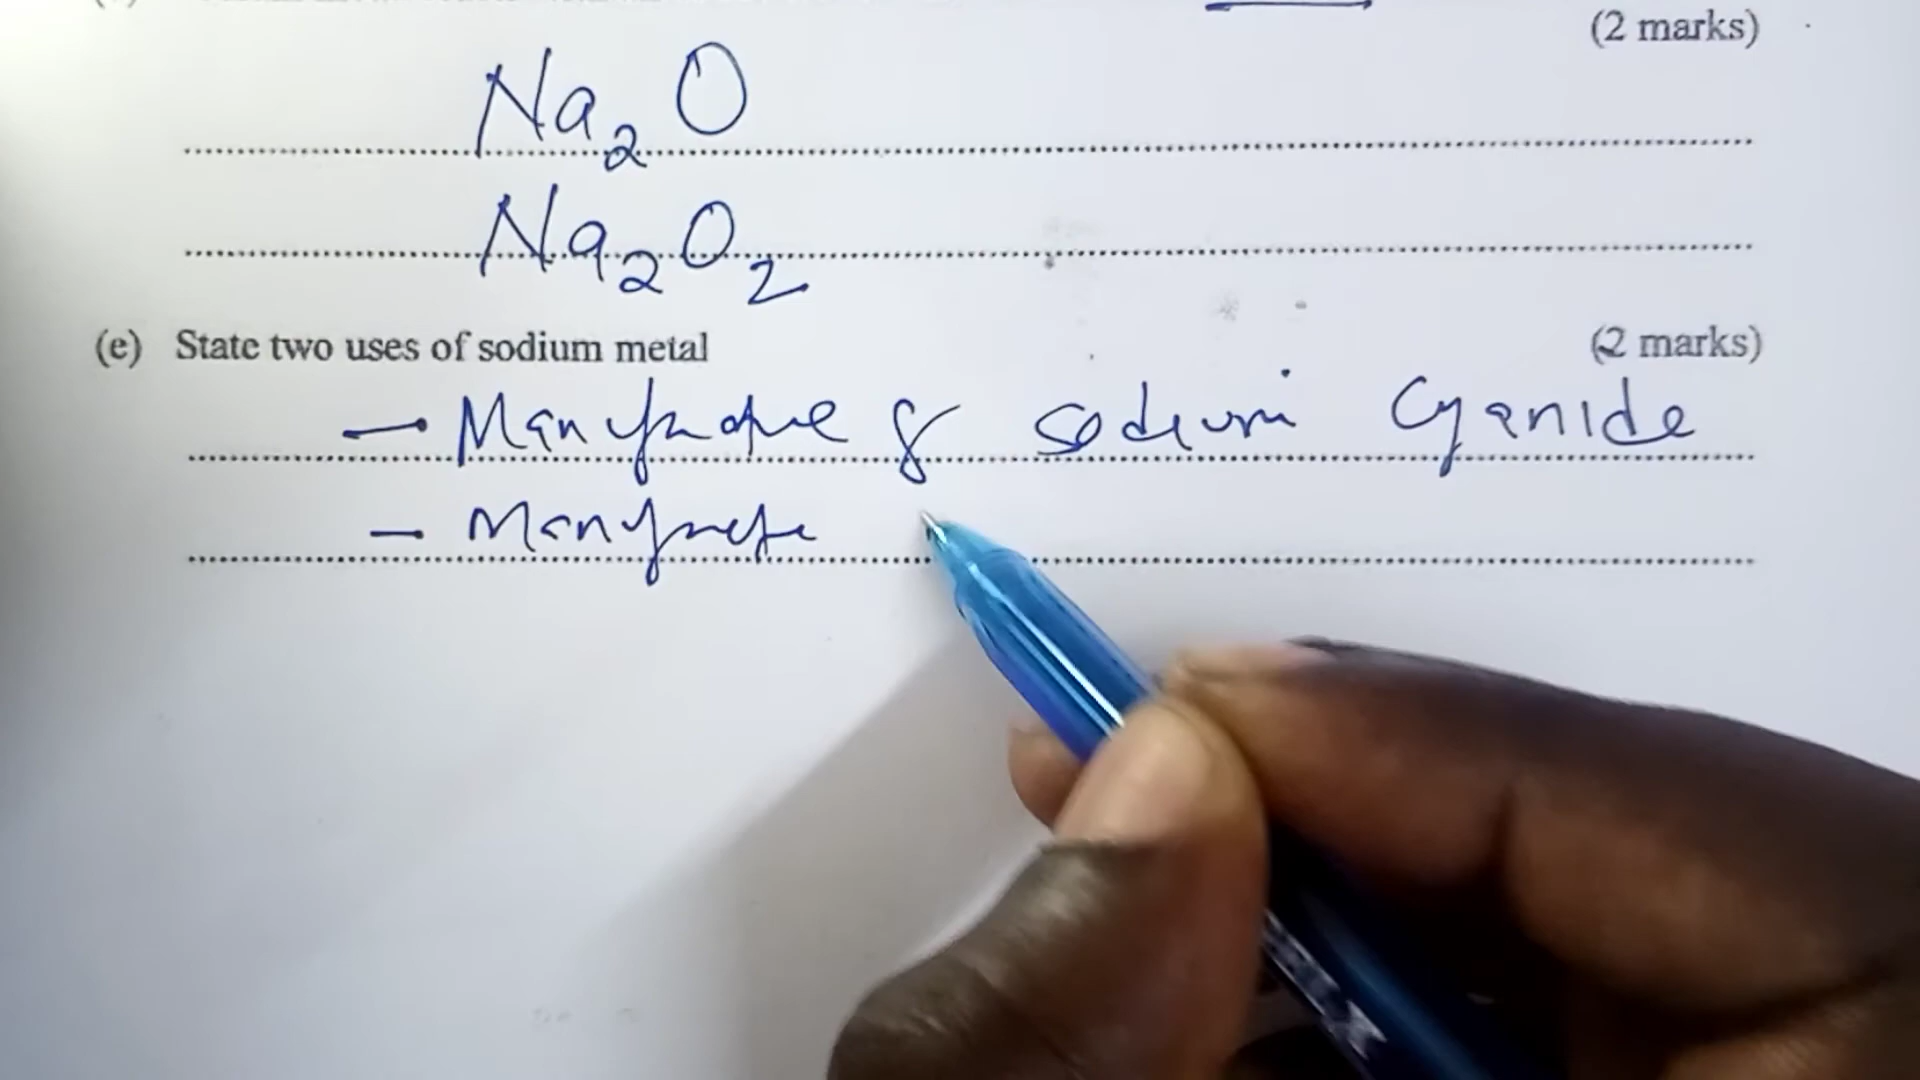 (2 marks)
Na2O
Na2O2
(e) State two uses of sodium metal (2 marks)
– Manufacture of sodium Cyanide
– Manufacture